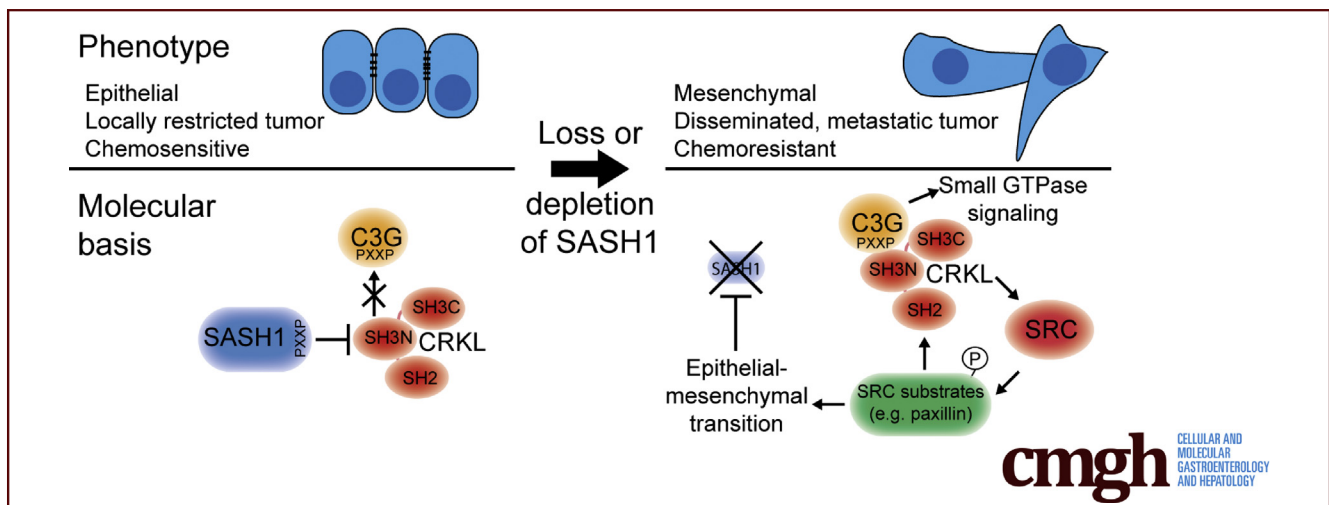 Phenotype
Epithelial
Locally restricted tumor
Chemosensitive
Loss or
depletion
of SASH1
Mesenchymal
Disseminated, metastatic tumor
Chemoresistant
Molecular
basis
C3G
PXXP
SASH1
PXXP
SH3N
SH3C
CRKL
SH2
Small GTPase
signaling
C3G
PXXP
SH3C
SH3N
CRKL
SH2
SASH1
SRC
P
SRC substrates
(e.g. paxillin)
Epithelial-
mesenchymal
transition
cmgh
CELLULAR AND
MOLECULAR
GASTROENTEROLOGY
AND HEPATOLOGY